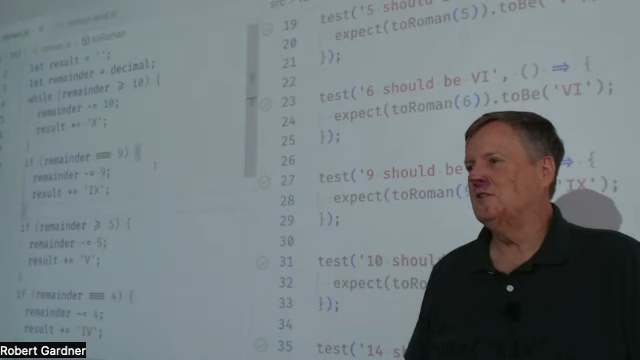 let result = '';
let remainder = decimal;
while (remainder ≥ 10) {
remainder -= 10;
result += 'X';
}
if (remainder === 9) {
remainder -= 9;
result += 'IX';
}
if (remainder ≥ 5) {
remainder -= 5;
result += 'V';
}
if (remainder === 4) {
remainder -= 4;
result += 'IV';
19 test('5 should
20 expect(toRoman(5)).toBe('
21 });
22
23 test('6 should be VI', () => {
24 expect(toRoman(6)).toBe('VI');
25 });
26
27 test('9 should be => {
28 expect(toRoman( 'IX');
29 });
30
31 test('10 should
32 expect(toRo
33 });
34
35 test('14
Robert Gardner